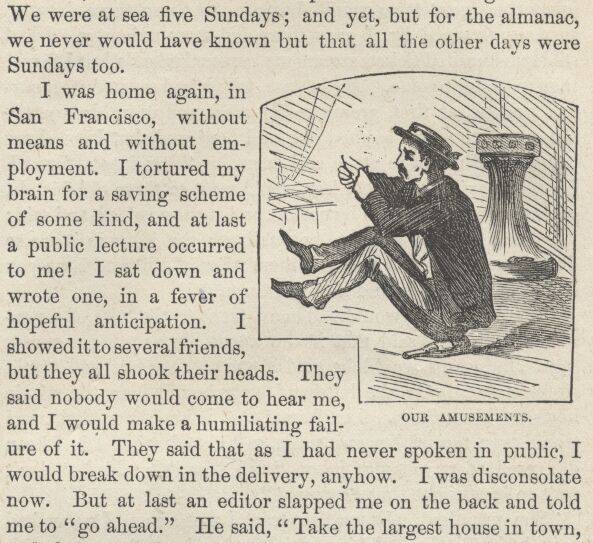 We were at sea five Sundays; and yet, but for the almanac,
we never would have known but that all the other days were
Sundays too.
I was home again, in
San Francisco, without
means and without em-
ployment. I tortured my
brain for a saving scheme
of some kind, and at last
a public lecture occurred
to me! I sat down and
wrote one, in a fever of
hopeful anticipation. I
showed it to several friends,
but they all shook their heads. They
said nobody would come to hear me,
and I would make a humiliating fail-
ure of it. They said that as I had never spoken in public, I
would break down in the delivery, anyhow. I was disconsolate
now. But at last an editor slapped me on the back and told
me to "go ahead." He said, "Take the largest house in town,
OUR AMUSEMENTS.